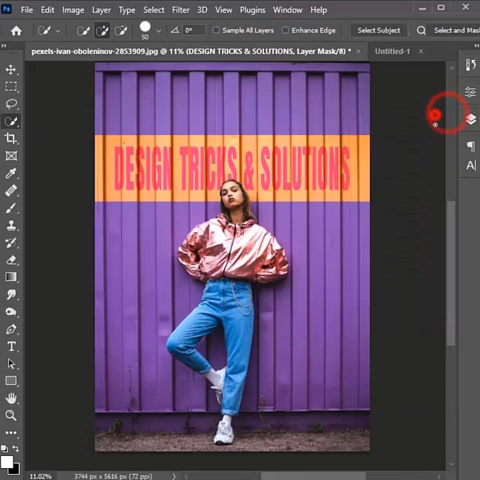 Ps File Edit Image Layer Type Select Filter 3D View Plugins Window Help
0° Sample All Layers Enhance Edge Select Subject Select and Mas
50
pexels-ivan-oboleninov-2853909.jpg @ 11% (DESIGN TRICKS & SOLUTIONS, Layer Mask/8) * × Untitled-1 ×
DESIGN TRICKS & SOLUTIONS
11.02% 3744 px x 5616 px (72 ppi)